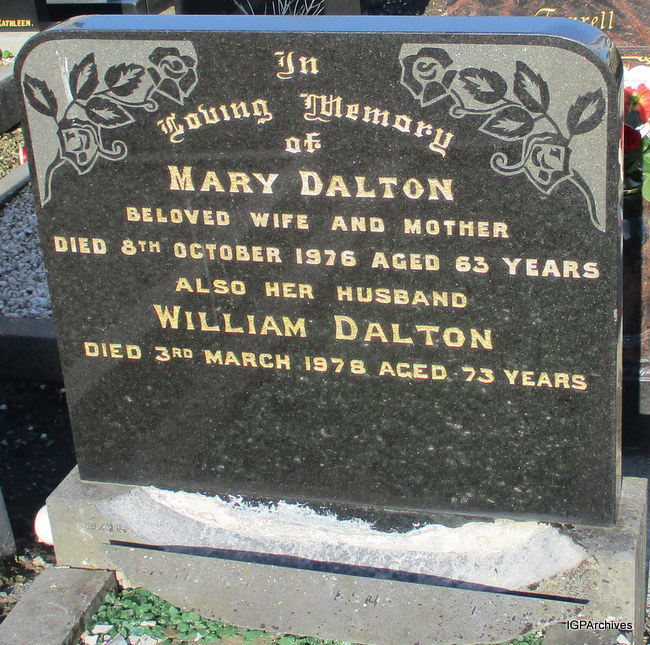 KATHLEEN.
In
Loving Memory
of
MARY DALTON
BELOVED WIFE AND MOTHER
DIED 8TH OCTOBER 1976 AGED 63 YEARS
ALSO HER HUSBAND
WILLIAM DALTON
DIED 3RD MARCH 1978 AGED 73 YEARS
IGPArchives